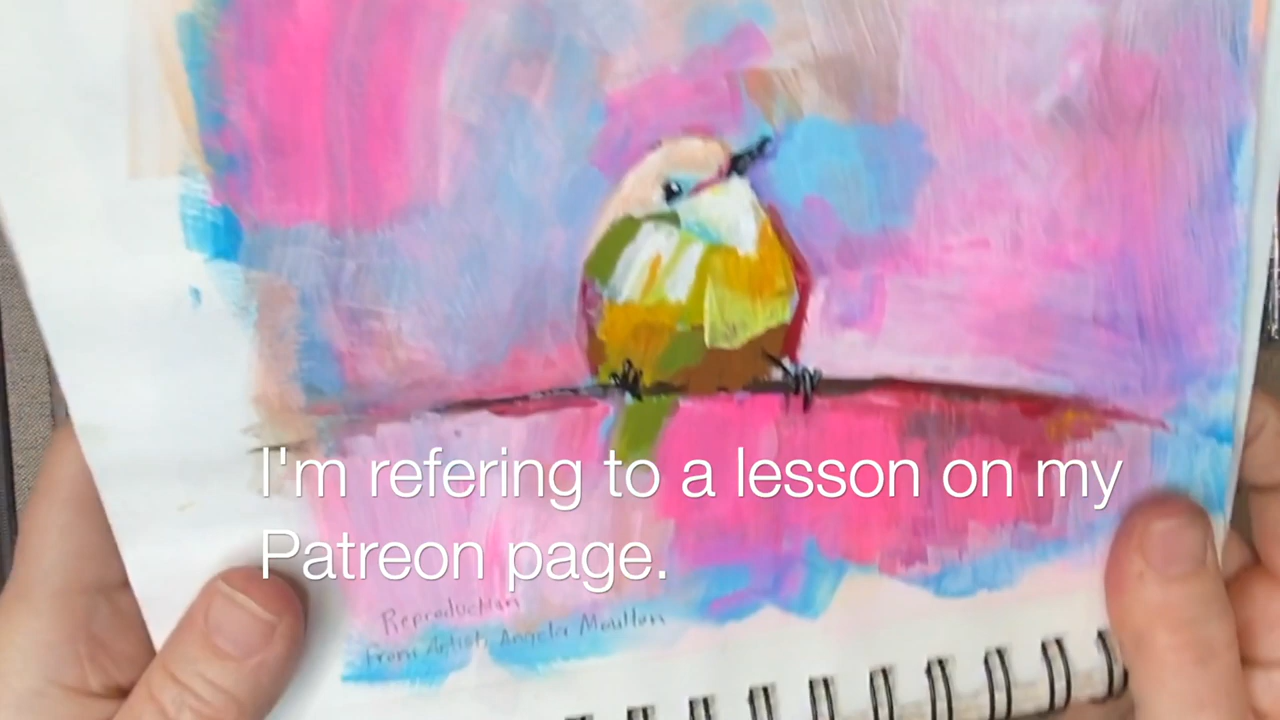 I'm refering to a lesson on my
Patreon page.
Reproduction
From Artist, Angela Moulton